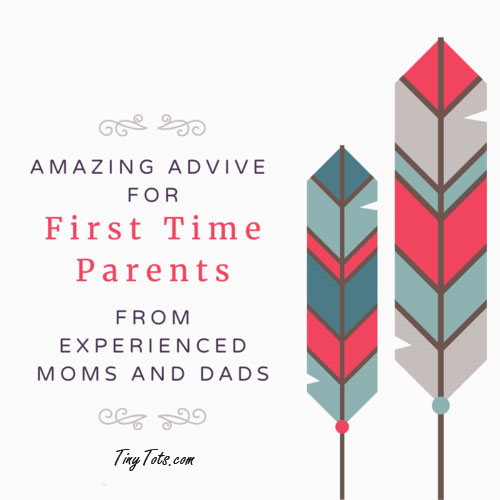 AMAZING ADVIVE
FOR
First Time
Parents
FROM
EXPERIENCED
MOMS AND DADS
TinyTots.com